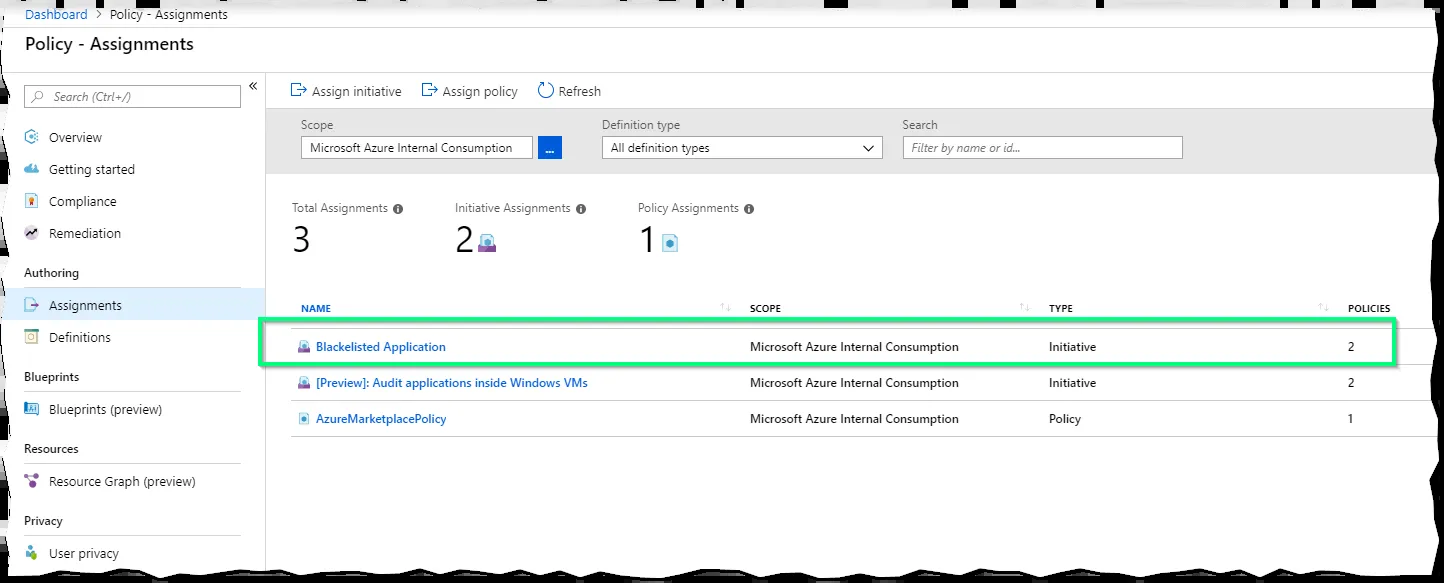 Dashboard > Policy - Assignments
Policy - Assignments
Search (Ctrl+/)
«
Overview
Getting started
Compliance
Remediation
Authoring
Assignments
Definitions
Blueprints
Blueprints (preview)
Resources
Resource Graph (preview)
Privacy
User privacy
Assign initiative Assign policy Refresh
Scope Definition type Search
Microsoft Azure Internal Consumption ... All definition types Filter by name or id...
Total Assignments Initiative Assignments Policy Assignments
3 2 1
NAME SCOPE TYPE POLICIES
Blackelisted Application Microsoft Azure Internal Consumption Initiative 2
[Preview]: Audit applications inside Windows VMs Microsoft Azure Internal Consumption Initiative 2
AzureMarketplacePolicy Microsoft Azure Internal Consumption Policy 1